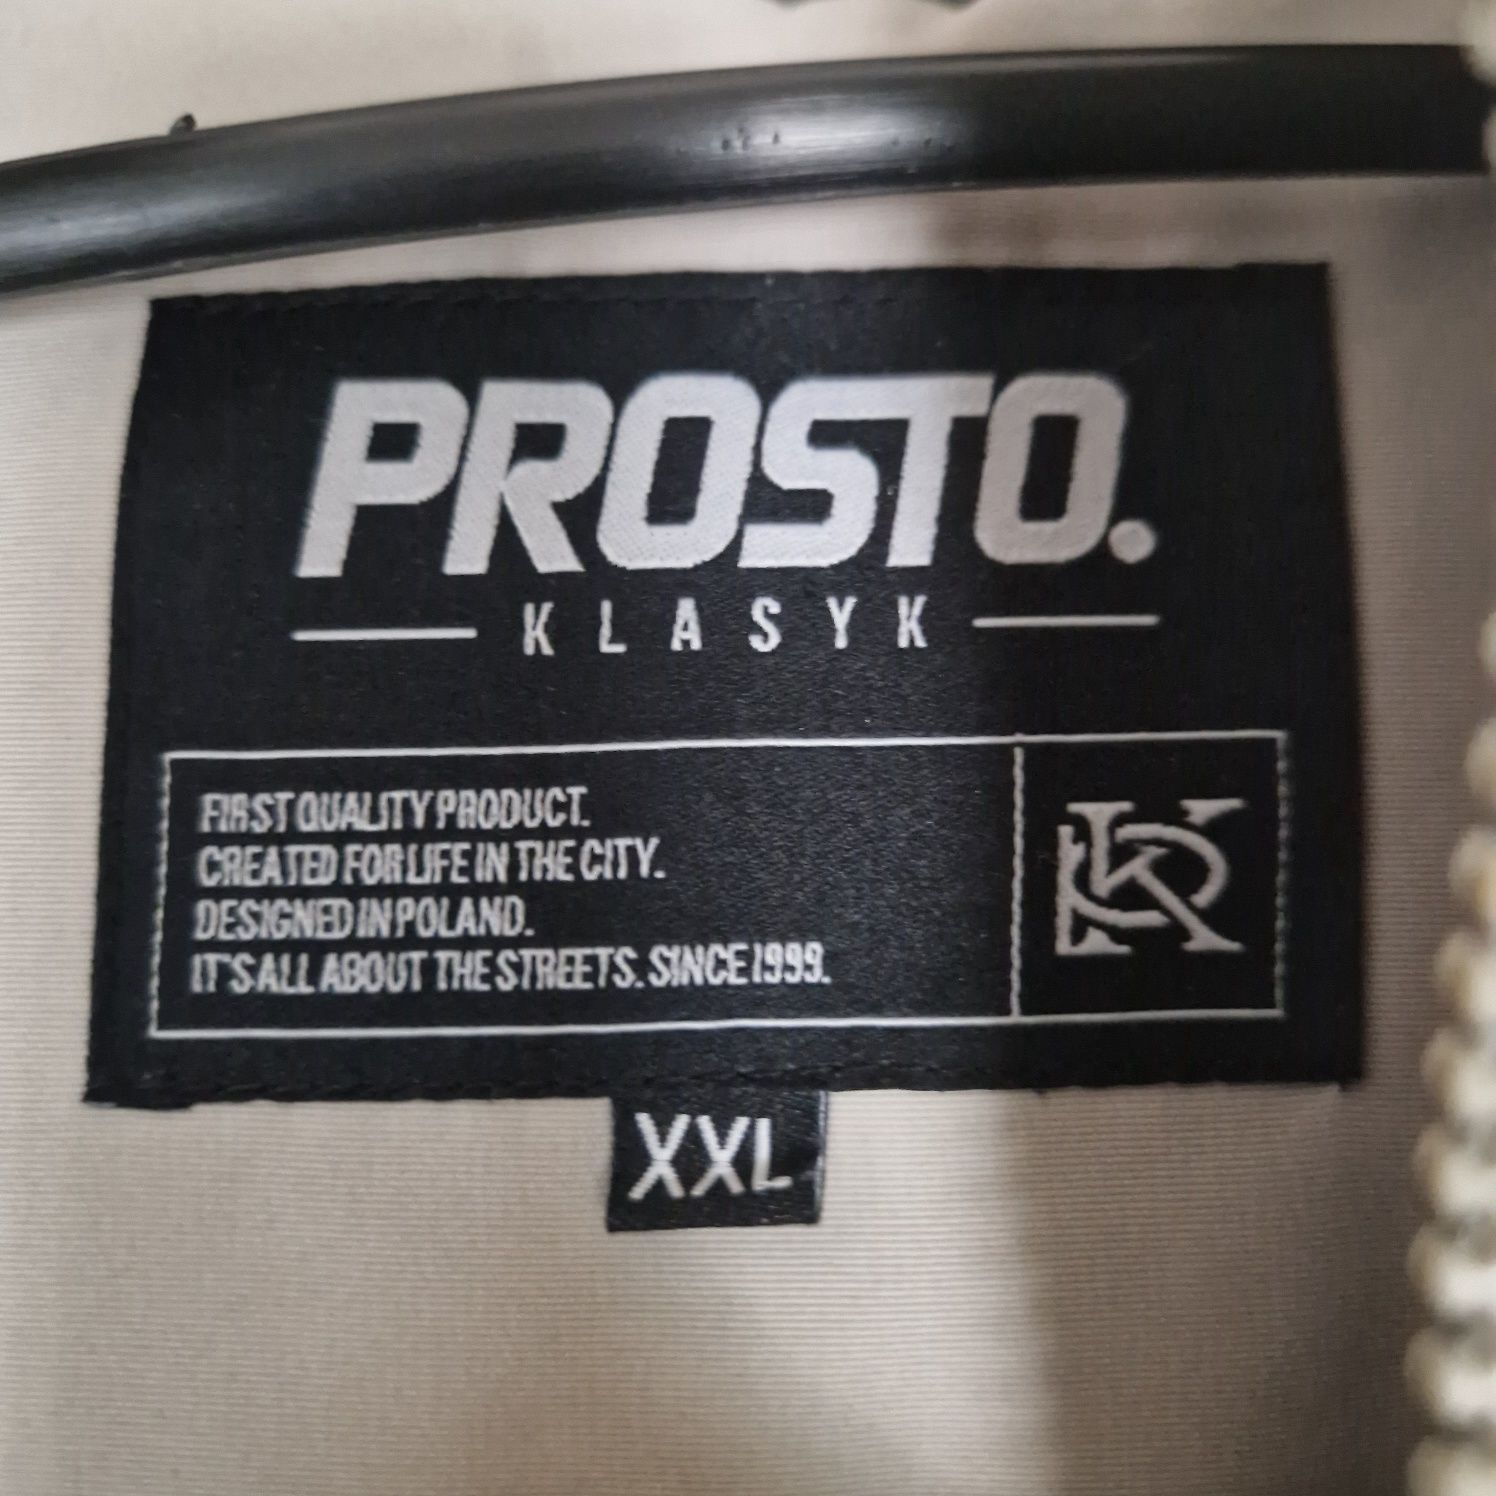 PROSTO.
KLASYK
FIRST QUALITY PRODUCT.
CREATED FOR LIFE IN THE CITY.
DESIGNED IN POLAND.
IT'S ALL ABOUT THE STREETS. SINCE 1999.
XXL